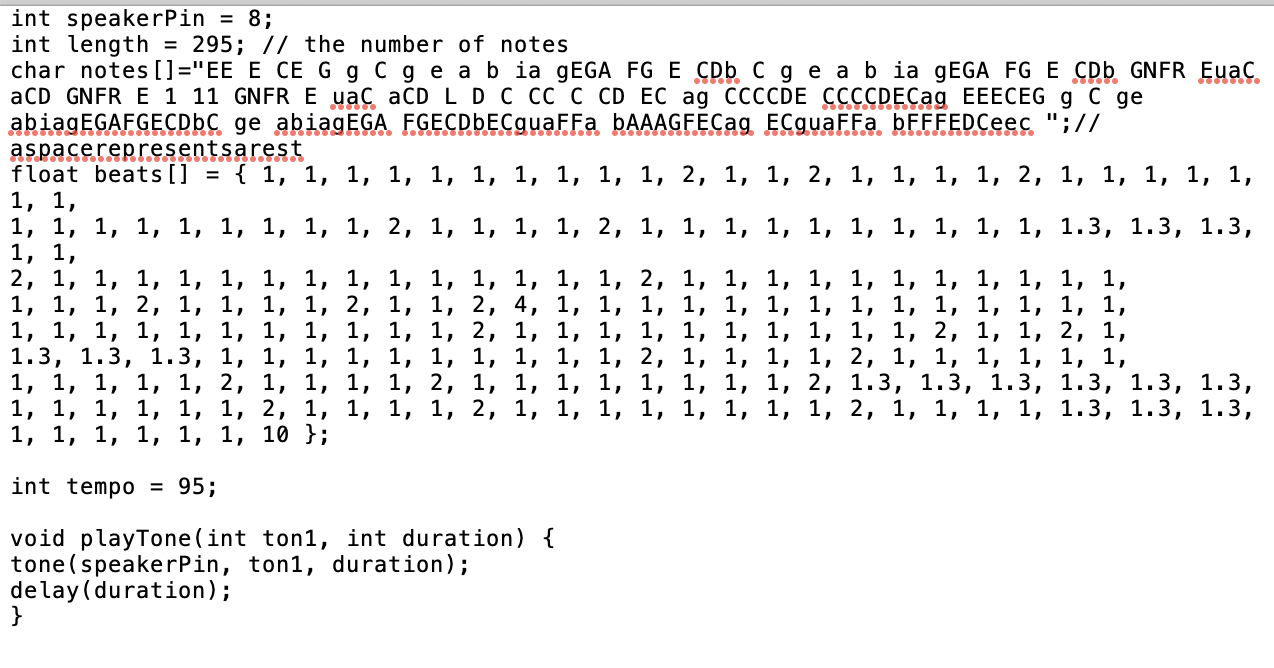 int speakerPin = 8;
int length = 295; // the number of notes
char notes[]="EE E CE G g C g e a b ia gEGA FG E CDb C g e a b ia gEGA FG E CDb GNFR EuaC
aCD GNFR E 1 11 GNFR E uaC aCD L D C CC C CD EC ag CCCCDE CCCCDECag EEECEG g C ge
abiagEGAFGECDbC ge abiagEGA FGECDbECguaFFa bAAAGFECag ECguaFFa bFFFEDCeec ";//
aspacerepresentsarest
float beats[] = { 1, 1, 1, 1, 1, 1, 1, 1, 1, 1, 2, 1, 1, 2, 1, 1, 1, 1, 2, 1, 1, 1, 1, 1,
1, 1,
1, 1, 1, 1, 1, 1, 1, 1, 1, 2, 1, 1, 1, 1, 2, 1, 1, 1, 1, 1, 1, 1, 1, 1, 1, 1.3, 1.3, 1.3,
1, 1,
2, 1, 1, 1, 1, 1, 1, 1, 1, 1, 1, 1, 1, 1, 1, 2, 1, 1, 1, 1, 1, 1, 1, 1, 1, 1, 1,
1, 1, 1, 2, 1, 1, 1, 1, 2, 1, 1, 2, 4, 1, 1, 1, 1, 1, 1, 1, 1, 1, 1, 1, 1, 1, 1,
1, 1, 1, 1, 1, 1, 1, 1, 1, 1, 1, 2, 1, 1, 1, 1, 1, 1, 1, 1, 1, 1, 2, 1, 1, 2, 1,
1.3, 1.3, 1.3, 1, 1, 1, 1, 1, 1, 1, 1, 1, 1, 2, 1, 1, 1, 1, 2, 1, 1, 1, 1, 1, 1,
1, 1, 1, 1, 1, 2, 1, 1, 1, 1, 2, 1, 1, 1, 1, 1, 1, 1, 1, 2, 1.3, 1.3, 1.3, 1.3, 1.3, 1.3,
1, 1, 1, 1, 1, 1, 2, 1, 1, 1, 1, 2, 1, 1, 1, 1, 1, 1, 1, 1, 2, 1, 1, 1, 1, 1.3, 1.3, 1.3,
1, 1, 1, 1, 1, 1, 10 };
int tempo = 95;
void playTone(int ton1, int duration) {
tone(speakerPin, ton1, duration);
delay(duration);
}